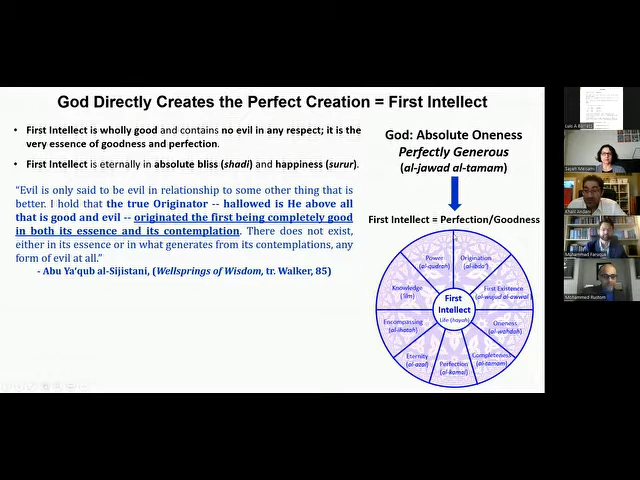 God Directly Creates the Perfect Creation = First Intellect
• First Intellect is wholly good and contains no evil in any respect; it is the
very essence of goodness and perfection.
• First Intellect is eternally in absolute bliss (shadi) and happiness (surur).
“Evil is only said to be evil in relationship to some other thing that is
better. I hold that the true Originator -- hallowed is He above all
that is good and evil -- originated the first being completely good
in both its essence and its contemplation. There does not exist,
either in its essence or in what generates from its contemplations, any
form of evil at all.”
- Abu Ya'qub al-Sijistani, (Wellsprings of Wisdom, tr. Walker, 85)
God: Absolute Oneness
Perfectly Generous
(al-jawad al-tamam)
First Intellect = Perfection/Goodness
Power
(al-qudrah)
Origination
(al-ibda')
Knowledge
('ilm)
First Existence
(al-wujud al-awwal)
First
Intellect
Life (hayah)
Encompassing
(al-ihatah)
Oneness
(al-wahdah)
Eternity
(al-azal)
Perfection
(al-kamal)
Completeness
(al-tamam)
Khalil Andani
Muhammad Faruque
Mohammed Rustom